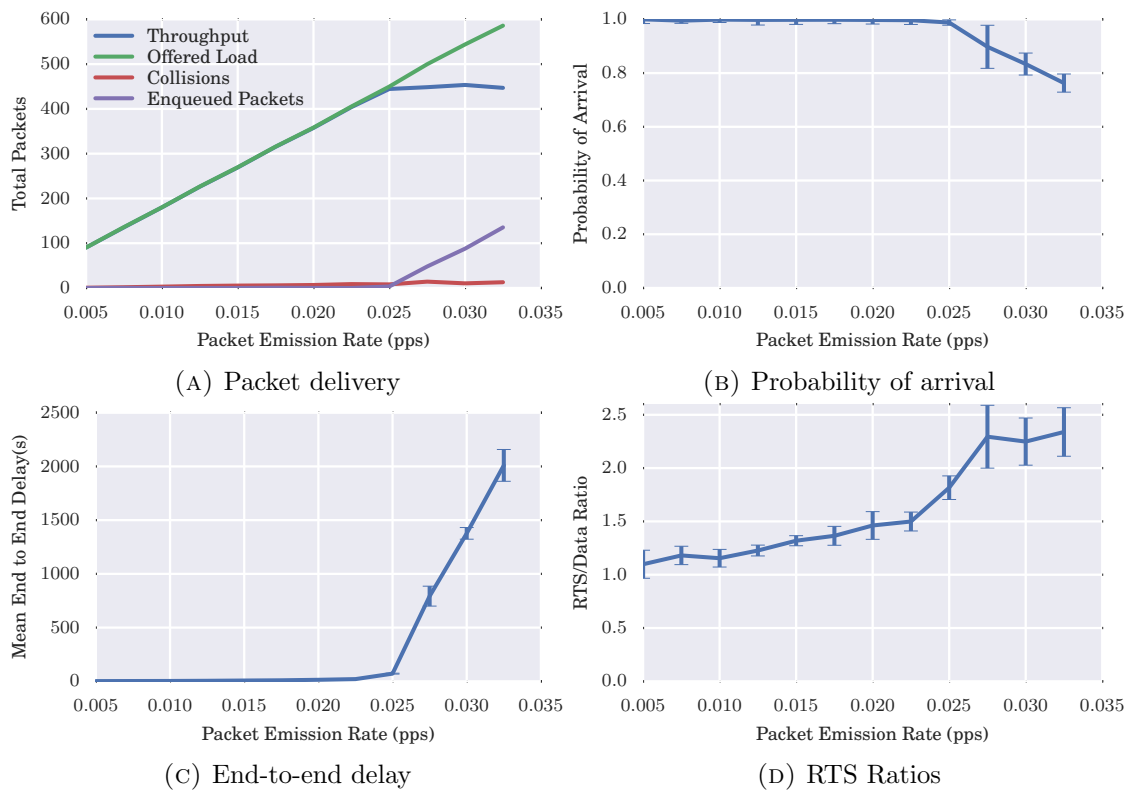 600
500
400
300
200
100
0
Total Packets
Throughput
Offered Load
Collisions
Enqueued Packets
0.005 0.010 0.015 0.020 0.025 0.030 0.035
Packet Emission Rate (pps)
(A) Packet delivery
1.0
0.8
0.6
0.4
0.2
0.0
Probability of Arrival
0.005 0.010 0.015 0.020 0.025 0.030 0.035
Packet Emission Rate (pps)
(B) Probability of arrival
2500
2000
1500
1000
500
0
Mean End to End Delay(s)
0.005 0.010 0.015 0.020 0.025 0.030 0.035
Packet Emission Rate (pps)
(C) End-to-end delay
2.5
2.0
1.5
1.0
0.5
0.0
RTS/Data Ratio
0.005 0.010 0.015 0.020 0.025 0.030 0.035
Packet Emission Rate (pps)
(D) RTS Ratios